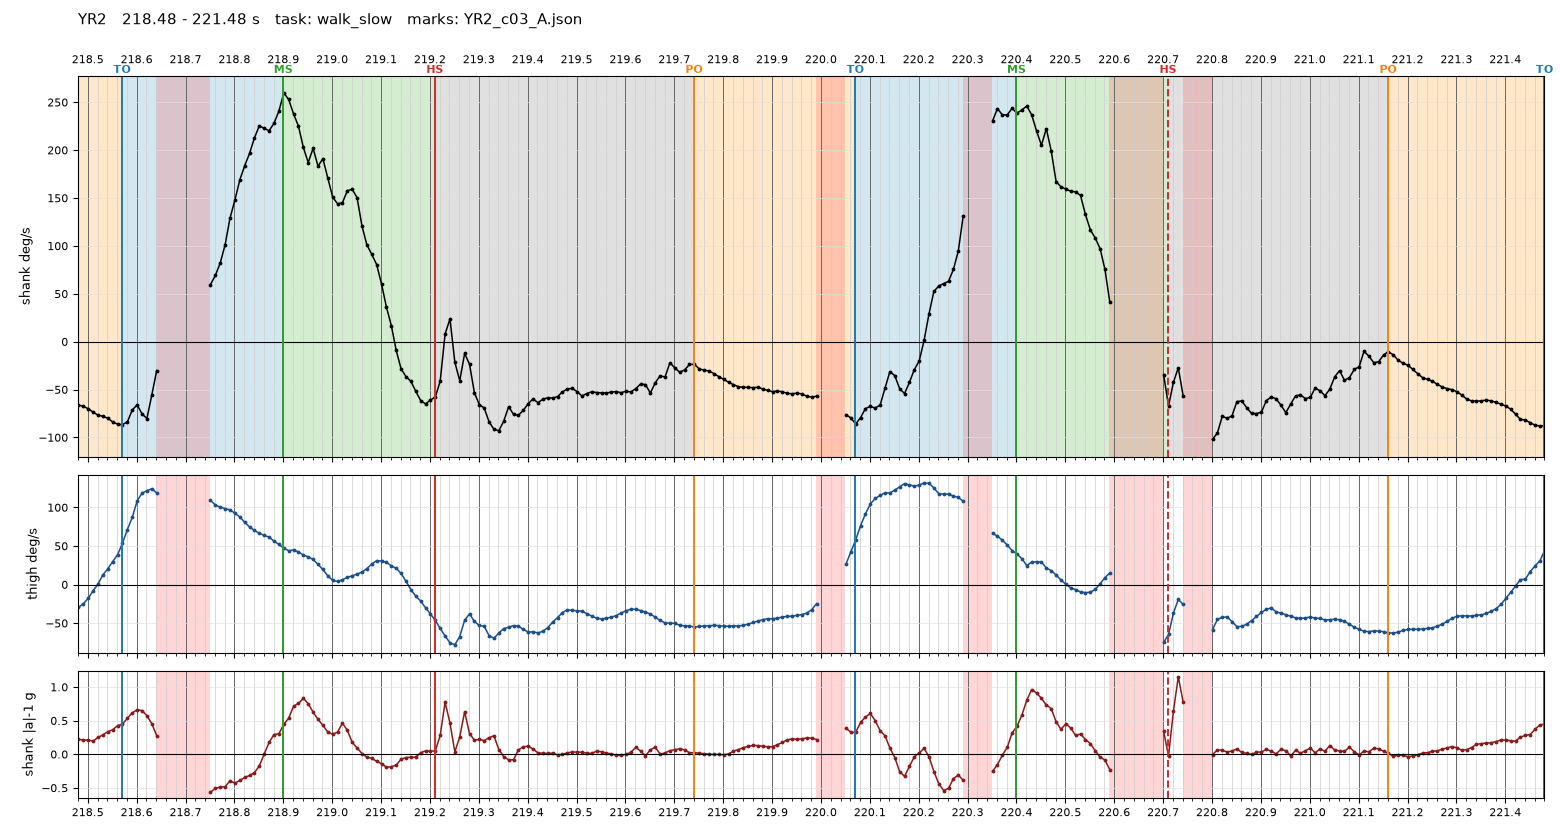 YR2   218.48 - 221.48 s   task: walk_slow   marks: YR2_c03_A.json
218.5 218.6 218.7 218.8 218.9 219.0 219.1 219.2 219.3 219.4 219.5 219.6 219.7 219.8 219.9 220.0 220.1 220.2 220.3 220.4 220.5 220.6 220.7 220.8 220.9 221.0 221.1 221.2 221.3 221.4
TO MS HS PO TO MS HS PO TO
250
200
150
100
50
0
−50
−100
shank deg/s
100
50
0
−50
thigh deg/s
1.0
0.5
0.0
−0.5
shank |a|-1 g
218.5 218.6 218.7 218.8 218.9 219.0 219.1 219.2 219.3 219.4 219.5 219.6 219.7 219.8 219.9 220.0 220.1 220.2 220.3 220.4 220.5 220.6 220.7 220.8 220.9 221.0 221.1 221.2 221.3 221.4